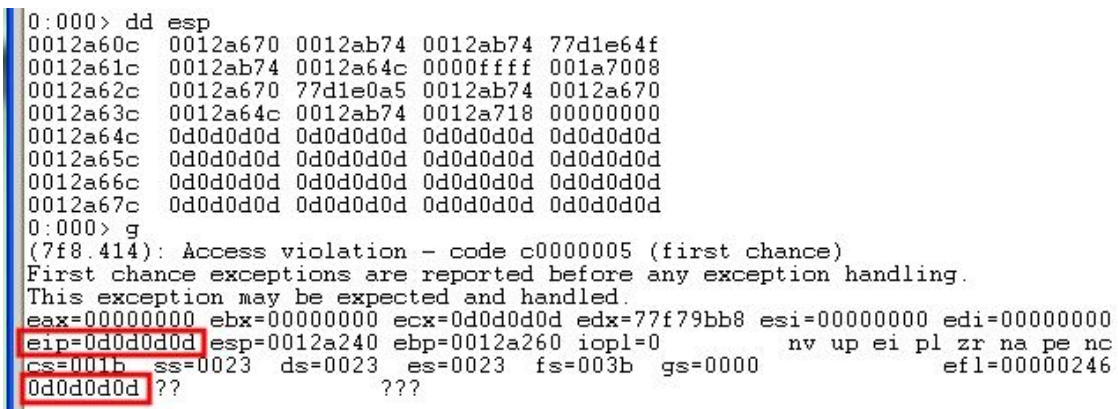 0:000> dd esp
0012a60c  0012a670 0012ab74 0012ab74 77d1e64f
0012a61c  0012ab74 0012a64c 0000ffff 001a7008
0012a62c  0012a670 77d1e0a5 0012ab74 0012a670
0012a63c  0012a64c 0012ab74 0012a718 00000000
0012a64c  0d0d0d0d 0d0d0d0d 0d0d0d0d 0d0d0d0d
0012a65c  0d0d0d0d 0d0d0d0d 0d0d0d0d 0d0d0d0d
0012a66c  0d0d0d0d 0d0d0d0d 0d0d0d0d 0d0d0d0d
0012a67c  0d0d0d0d 0d0d0d0d 0d0d0d0d 0d0d0d0d
0:000> g
(7f8.414): Access violation - code c0000005 (first chance)
First chance exceptions are reported before any exception handling.
This exception may be expected and handled.
eax=00000000 ebx=00000000 ecx=0d0d0d0d edx=77f79bb8 esi=00000000 edi=00000000
eip=0d0d0d0d esp=0012a240 ebp=0012a260 iopl=0         nv up ei pl zr na pe nc
cs=001b  ss=0023  ds=0023  es=0023  fs=003b  gs=0000             efl=00000246
0d0d0d0d ??              ???